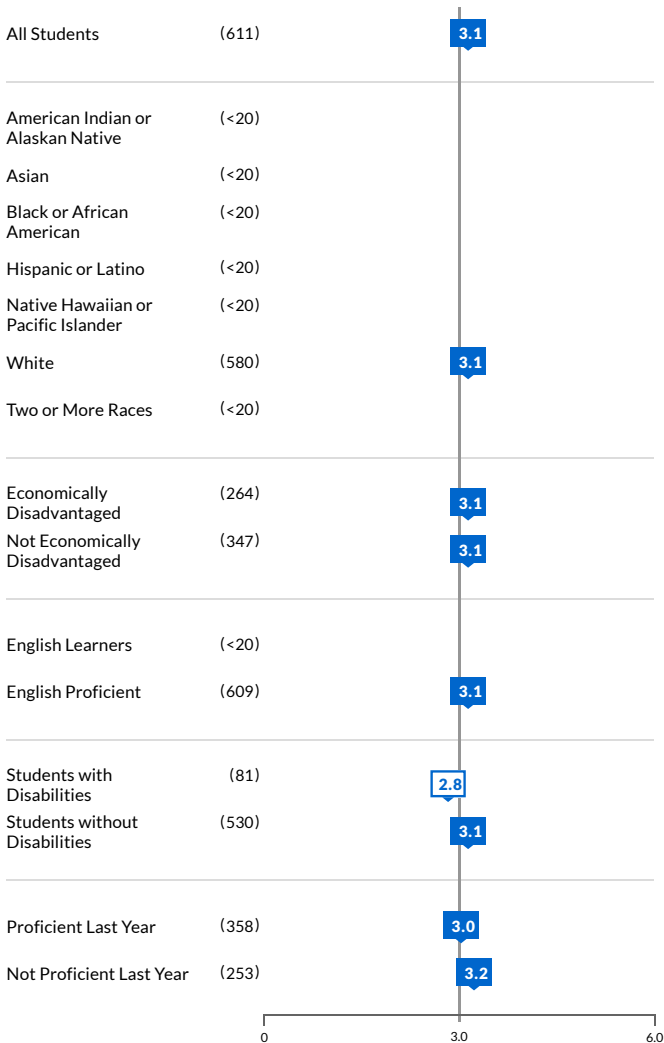 All Students (611) 3.1
American Indian or
Alaskan Native (<20)
Asian (<20)
Black or African
American (<20)
Hispanic or Latino (<20)
Native Hawaiian or
Pacific Islander (<20)
White (580) 3.1
Two or More Races (<20)
Economically
Disadvantaged (264) 3.1
Not Economically
Disadvantaged (347) 3.1
English Learners (<20)
English Proficient (609) 3.1
Students with
Disabilities (81) 2.8
Students without
Disabilities (530) 3.1
Proficient Last Year (358) 3.0
Not Proficient Last Year (253) 3.2
0 3.0 6.0